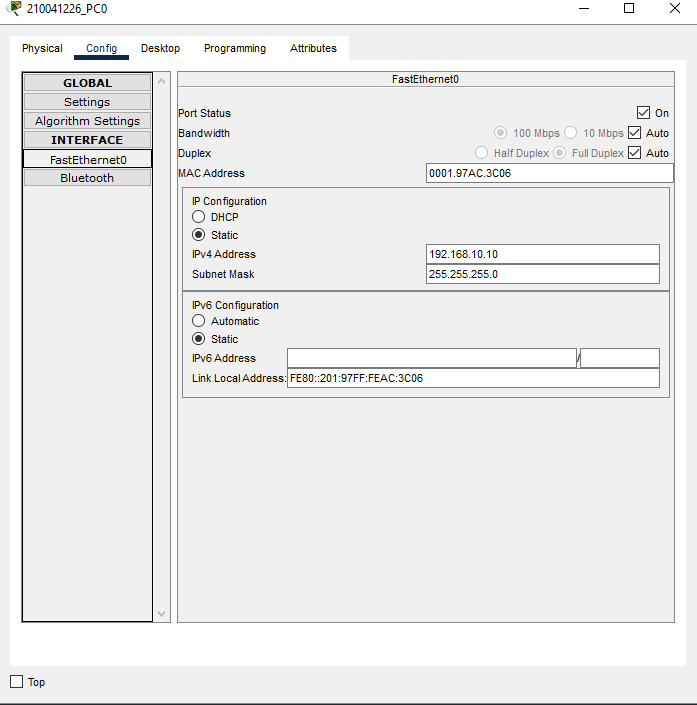 210041226_PC0
Physical Config Desktop Programming Attributes
GLOBAL
Settings
Algorithm Settings
INTERFACE
FastEthernet0
Bluetooth
FastEthernet0
Port Status On
Bandwidth 100 Mbps 10 Mbps Auto
Duplex Half Duplex Full Duplex Auto
MAC Address 0001.97AC.3C06
IP Configuration
DHCP
Static
IPv4 Address 192.168.10.10
Subnet Mask 255.255.255.0
IPv6 Configuration
Automatic
Static
IPv6 Address /
Link Local Address: FE80::201:97FF:FEAC:3C06
Top